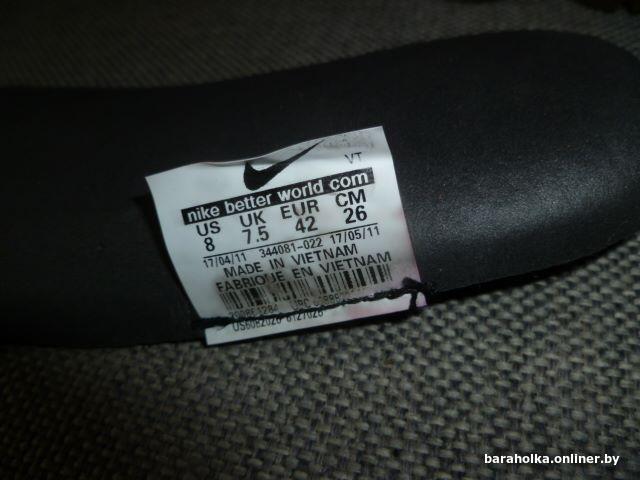 VT
nike better world com
US UK EUR CM
8 7.5 42 26
17/04/11 344081-022 17/05/11
MADE IN VIETNAM
FABRIQUE EN VIETNAM
baraholka.onliner.by